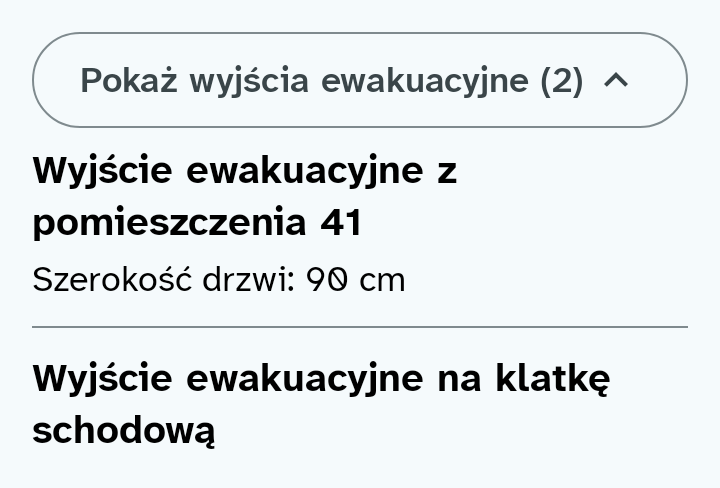 Pokaż wyjścia ewakuacyjne (2)
Wyjście ewakuacyjne z
pomieszczenia 41
Szerokość drzwi: 90 cm
Wyjście ewakuacyjne na klatkę
schodową